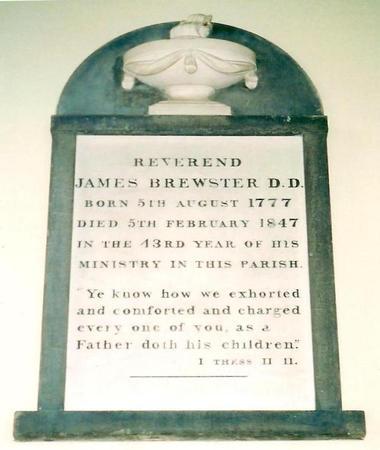 REVEREND
JAMES BREWSTER D.D.
BORN 5TH AUGUST 1777
DIED 5TH FEBRUARY 1847
IN THE 43RD YEAR OF HIS
MINISTRY IN THIS PARISH.
"Ye know how we exhorted
and comforted and charged
every one of you, as a
Father doth his children."
I THESS II 11.